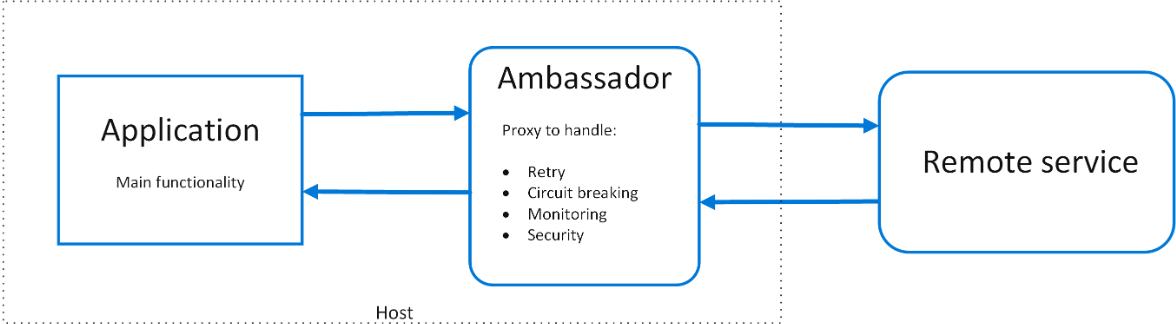 Application
Main functionality
Ambassador
Proxy to handle:
• Retry
• Circuit breaking
• Monitoring
• Security
Remote service
Host